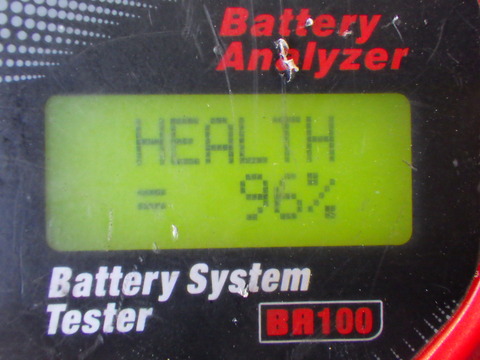 Battery
Analyzer
HEALTH
= 96%
Battery System
Tester BR100